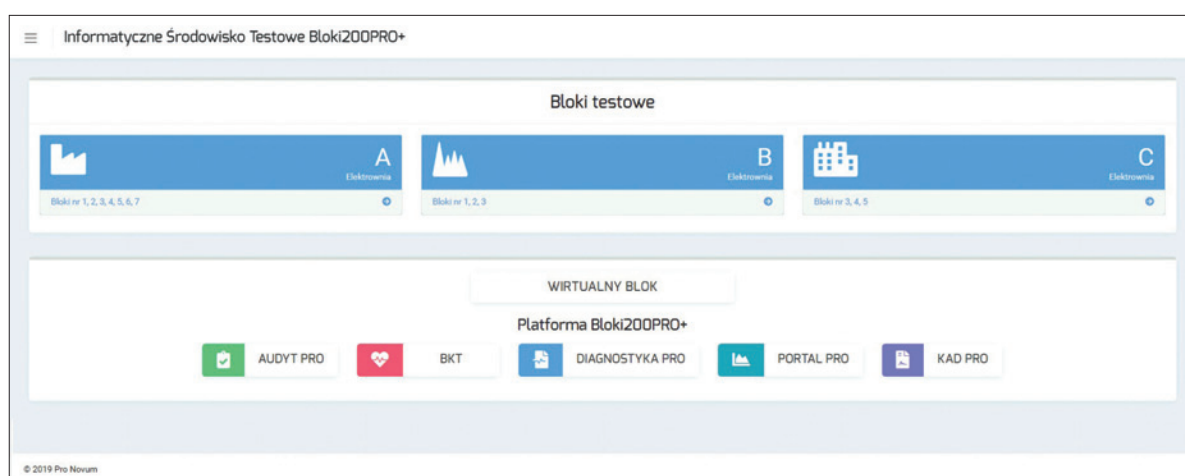 Informatyczne Środowisko Testowe Bloki200PRO+
Bloki testowe
A
Elektrownia
Bloki nr 1, 2, 3, 4, 5, 6, 7
B
Elektrownia
Bloki nr 1, 2, 3
C
Elektrownia
Bloki nr 3, 4, 5
WIRTUALNY BLOK
Platforma Bloki200PRO+
AUDYT PRO
BKT
DIAGNOSTYKA PRO
PORTAL PRO
KAD PRO
© 2019 Pro Novum